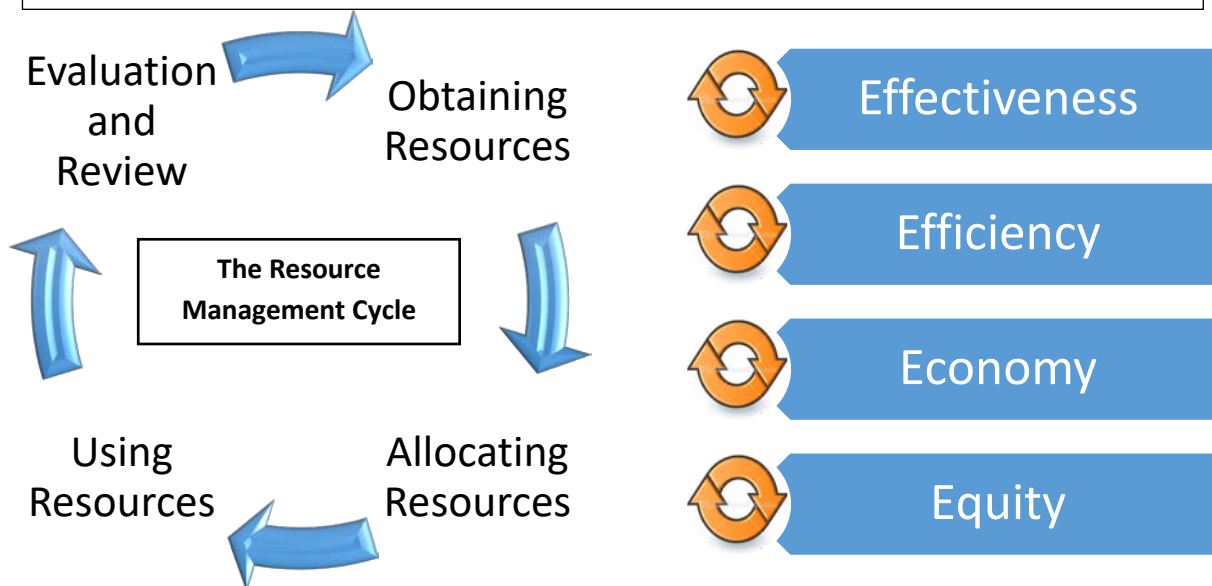 Evaluation
and
Review
Obtaining
Resources
The Resource
Management Cycle
Using
Resources
Allocating
Resources
Effectiveness
Efficiency
Economy
Equity